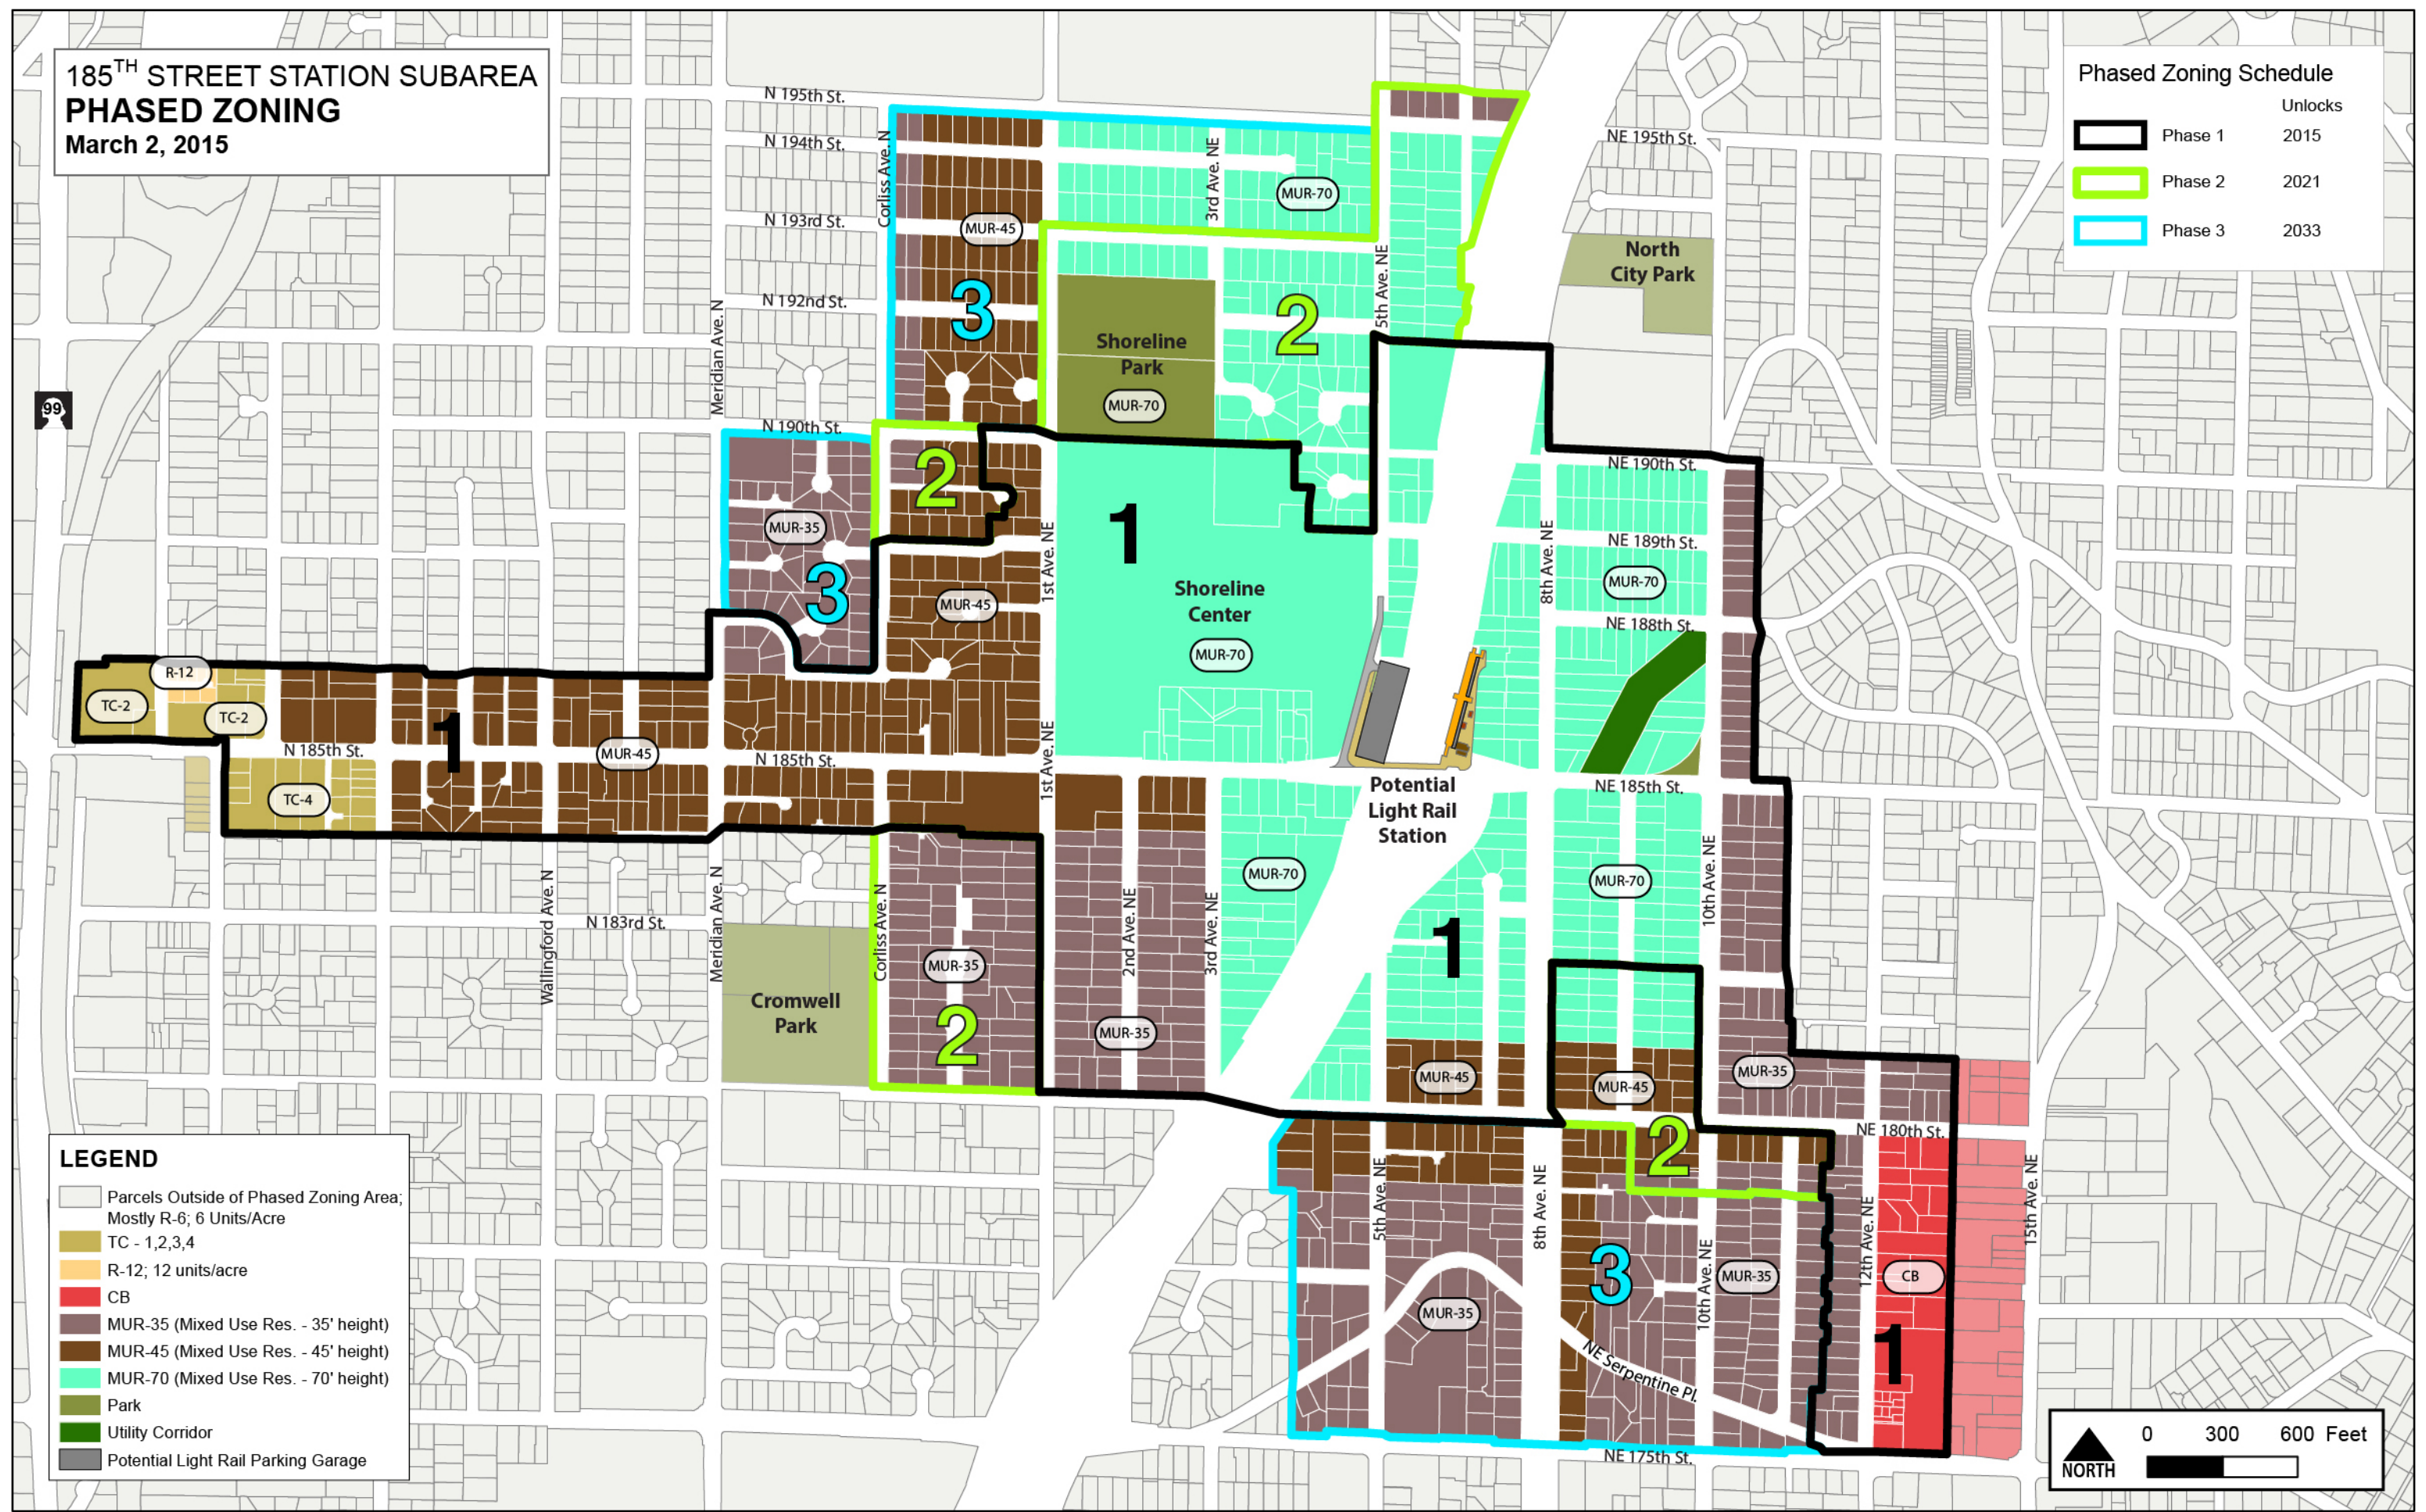 185TH STREET STATION SUBAREA
PHASED ZONING
March 2, 2015
Phased Zoning Schedule
Unlocks
Phase 1 2015
Phase 2 2021
Phase 3 2033
N 195th St.
N 194th St.
N 193rd St.
N 192nd St.
N 190th St.
Corliss Ave. N
Meridian Ave. N
3rd Ave. NE
5th Ave. NE
NE 195th St.
North
City Park
MUR-70
MUR-45
3
2
Shoreline
Park
MUR-70
99
2
1
MUR-35
3
MUR-45
1st Ave. NE
Shoreline
Center
MUR-70
8th Ave. NE
NE 190th St.
NE 189th St.
MUR-70
NE 188th St.
R-12
TC-2
TC-2
1
N 185th St.
MUR-45
N 185th St.
1st Ave. NE
TC-4
Potential
Light Rail
Station
NE 185th St.
MUR-70
MUR-70
10th Ave. NE
Wallingford Ave. N
N 183rd St.
Meridian Ave. N
Corliss Ave. N
Cromwell
Park
MUR-35
2
2nd Ave. NE
3rd Ave. NE
MUR-35
1
MUR-45
MUR-45
MUR-35
NE 180th St.
2
5th Ave. NE
8th Ave. NE
3
10th Ave. NE
MUR-35
MUR-35
12th Ave. NE
CB
15th Ave. NE
1
NE Serpentine Pl.
NE 175th St.
LEGEND
Parcels Outside of Phased Zoning Area;
Mostly R-6; 6 Units/Acre
TC - 1,2,3,4
R-12; 12 units/acre
CB
MUR-35 (Mixed Use Res. - 35' height)
MUR-45 (Mixed Use Res. - 45' height)
MUR-70 (Mixed Use Res. - 70' height)
Park
Utility Corridor
Potential Light Rail Parking Garage
NORTH
0 300 600 Feet